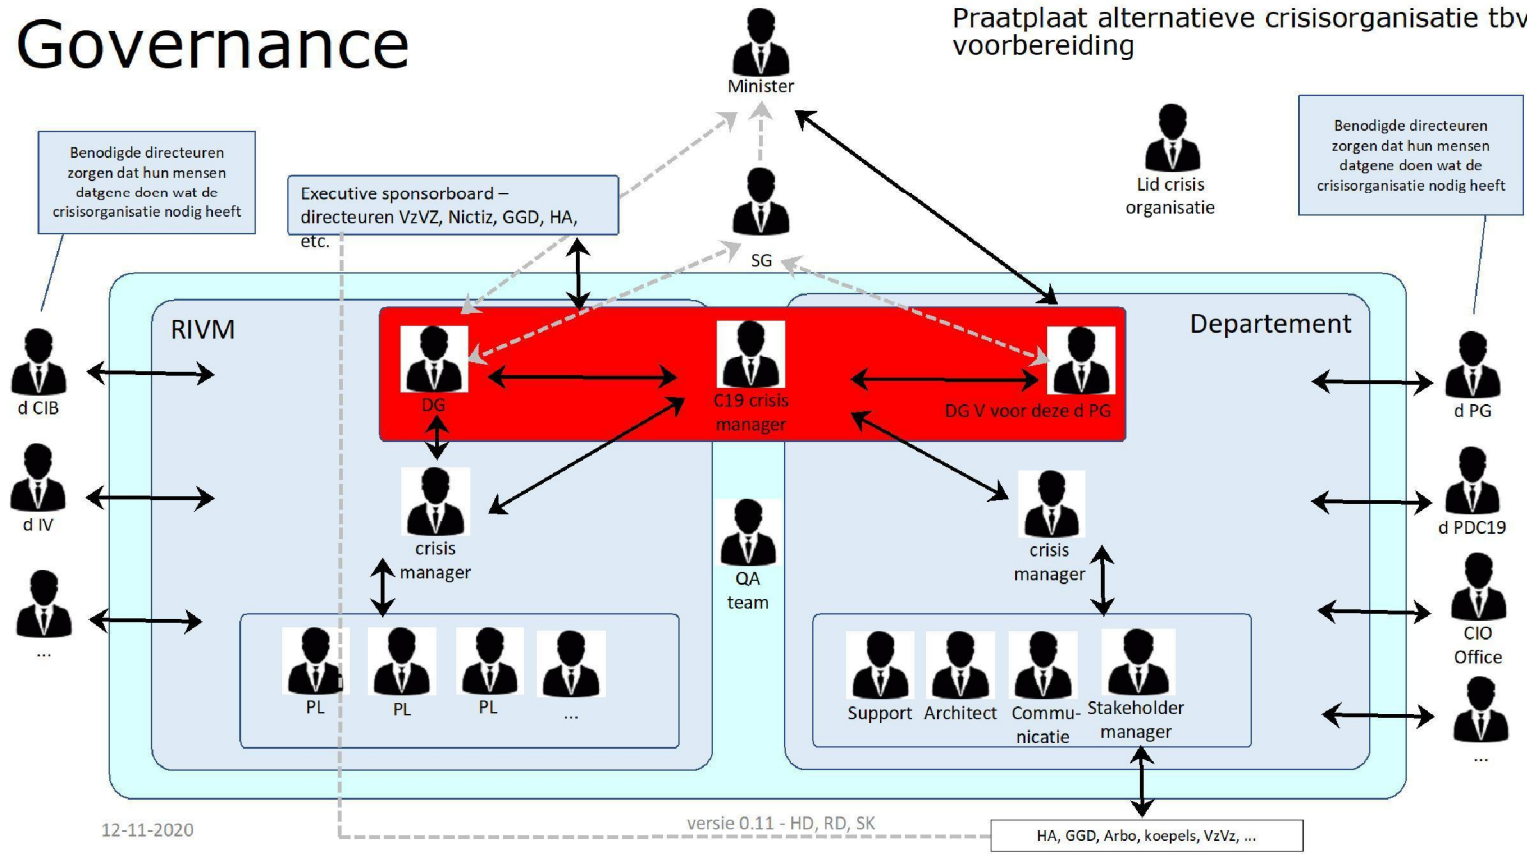 Governance
Praatplaat alternatieve crisisorganisatie tbv
voorbereiding
Minister
Benodigde directeuren
zorgen dat hun mensen
datgene doen wat de
crisisorganisatie nodig heeft
Executive sponsorboard –
directeuren VzVZ, Nictiz, GGD, HA,
etc.
SG
Lid crisis
organisatie
Benodigde directeuren
zorgen dat hun mensen
datgene doen wat de
crisisorganisatie nodig heeft
RIVM
Departement
DG
C19 crisis
manager
DG V voor deze d PG
d CIB
d IV
...
crisis
manager
QA
team
crisis
manager
d PG
d PDC19
CIO
Office
...
PL
PL
PL
...
Support
Architect
Commu-
nicatie
Stakeholder
manager
12-11-2020
versie 0.11 - HD, RD, SK
HA, GGD, Arbo, koepels, VzVz, ...